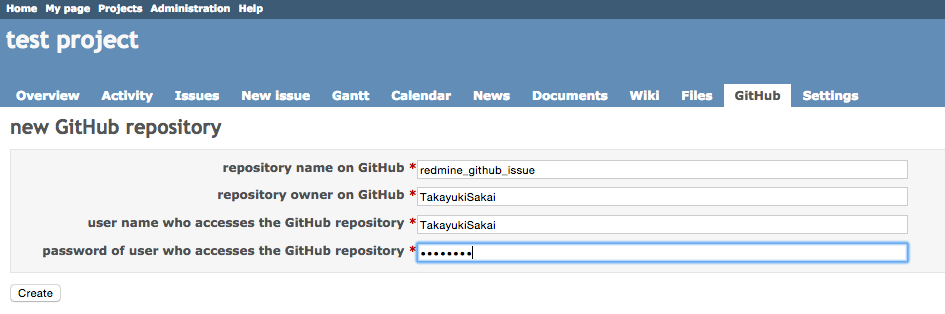 Home My page Projects Administration Help
test project
Overview Activity Issues New issue Gantt Calendar News Documents Wiki Files GitHub Settings
new GitHub repository
repository name on GitHub * redmine_github_issue
repository owner on GitHub * TakayukiSakai
user name who accesses the GitHub repository * TakayukiSakai
password of user who accesses the GitHub repository * ••••••••
Create